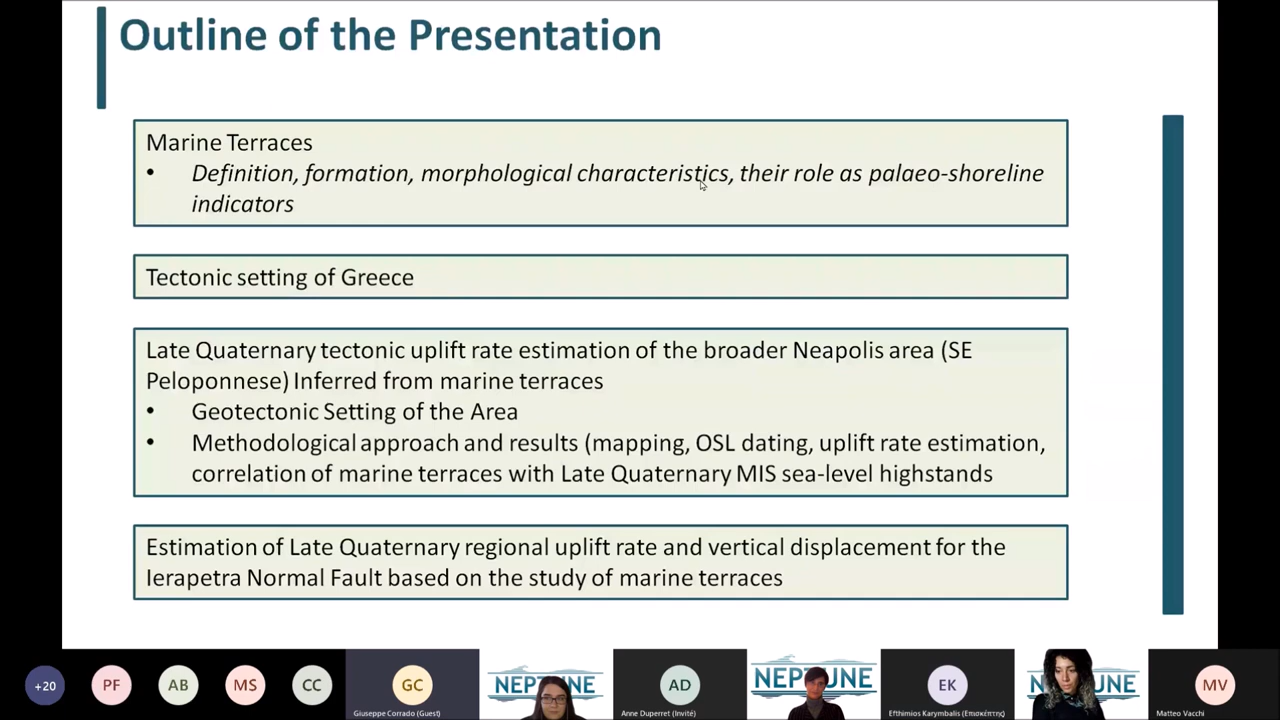 Outline of the Presentation
Marine Terraces
• Definition, formation, morphological characteristics, their role as palaeo-shoreline
indicators
Tectonic setting of Greece
Late Quaternary tectonic uplift rate estimation of the broader Neapolis area (SE
Peloponnese) Inferred from marine terraces
• Geotectonic Setting of the Area
• Methodological approach and results (mapping, OSL dating, uplift rate estimation,
correlation of marine terraces with Late Quaternary MIS sea-level highstands
Estimation of Late Quaternary regional uplift rate and vertical displacement for the
Ierapetra Normal Fault based on the study of marine terraces
+20 PF AB MS CC GC NEPTUNE AD NEPTUNE EK NEPTUNE MV
Giuseppe Corrado (Guest) Anne Duperret (Invité) Efthimios Karymbalis (Επισκέπτης) Matteo Vacchi